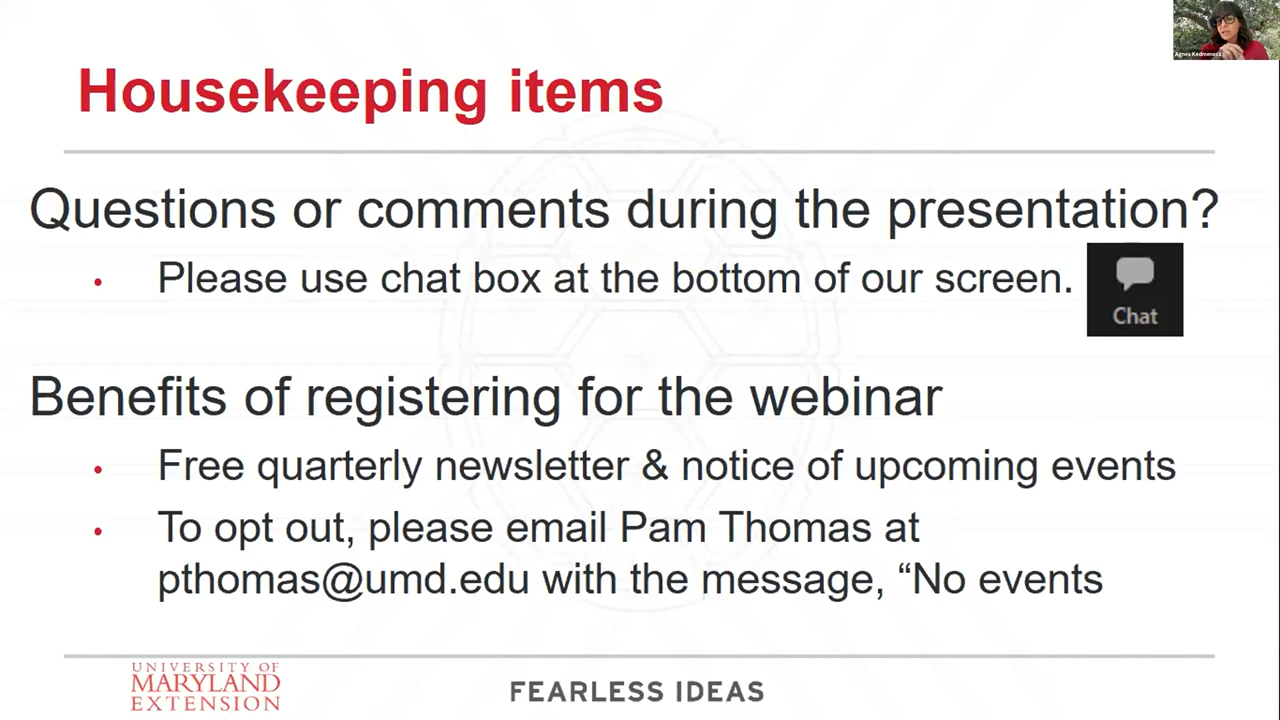 Agnes Kedmenecz
Housekeeping items
Questions or comments during the presentation?
• Please use chat box at the bottom of our screen.
Chat
Benefits of registering for the webinar
• Free quarterly newsletter & notice of upcoming events
• To opt out, please email Pam Thomas at
pthomas@umd.edu with the message, “No events
UNIVERSITY OF
MARYLAND
EXTENSION
FEARLESS IDEAS